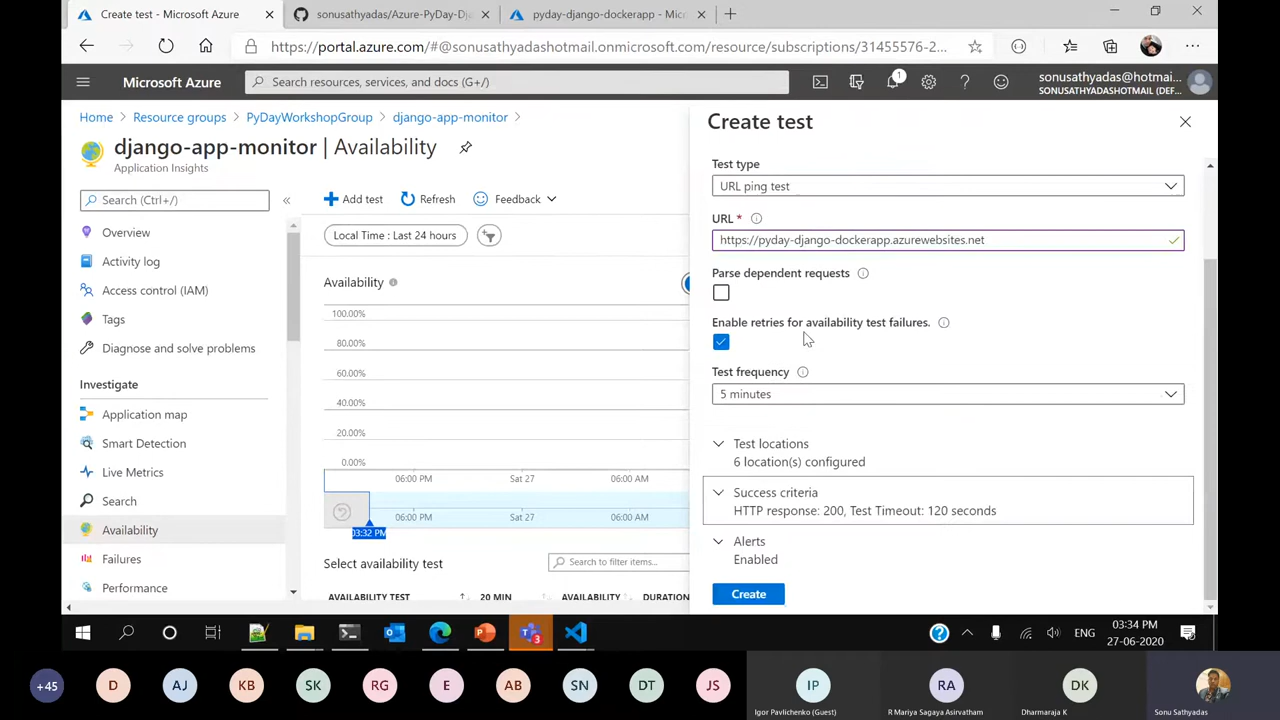 Create test - Microsoft Azure
sonusathyadas/Azure-PyDay-Dj
pyday-django-dockerapp - Micr
https://portal.azure.com/#@sonusathyadashotmail.onmicrosoft.com/resource/subscriptions/31455576-2...
Microsoft Azure
Search resources, services, and docs (G+/)
1
sonusathyadas@hotmai...
SONUSATHYADASHOTMAIL (DEF...
Home
Resource groups
PyDayWorkshopGroup
django-app-monitor
django-app-monitor | Availability
Application Insights
Search (Ctrl+/)
Overview
Activity log
Access control (IAM)
Tags
Diagnose and solve problems
Investigate
Application map
Smart Detection
Live Metrics
Search
Availability
Failures
Performance
Add test
Refresh
Feedback
Local Time : Last 24 hours
Availability
100.00%
80.00%
60.00%
40.00%
20.00%
0.00%
06:00 PM Sat 27 06:00 AM
06:00 PM Sat 27 06:00 AM
03:32 PM
Select availability test
Search to filter items...
AVAILABILITY TEST 20 MIN AVAILABILITY DURATION
Create test
Test type
URL ping test
URL *
https://pyday-django-dockerapp.azurewebsites.net
Parse dependent requests
Enable retries for availability test failures.
Test frequency
5 minutes
Test locations
6 location(s) configured
Success criteria
HTTP response: 200, Test Timeout: 120 seconds
Alerts
Enabled
Create
3
ENG
03:34 PM
27-06-2020
+45
D
AJ
KB
SK
RG
E
AB
SN
DT
JS
IP
Igor Pavlichenko (Guest)
RA
R Mariya Sagaya Asirvatham
DK
Dharmaraja K
Sonu Sathyadas